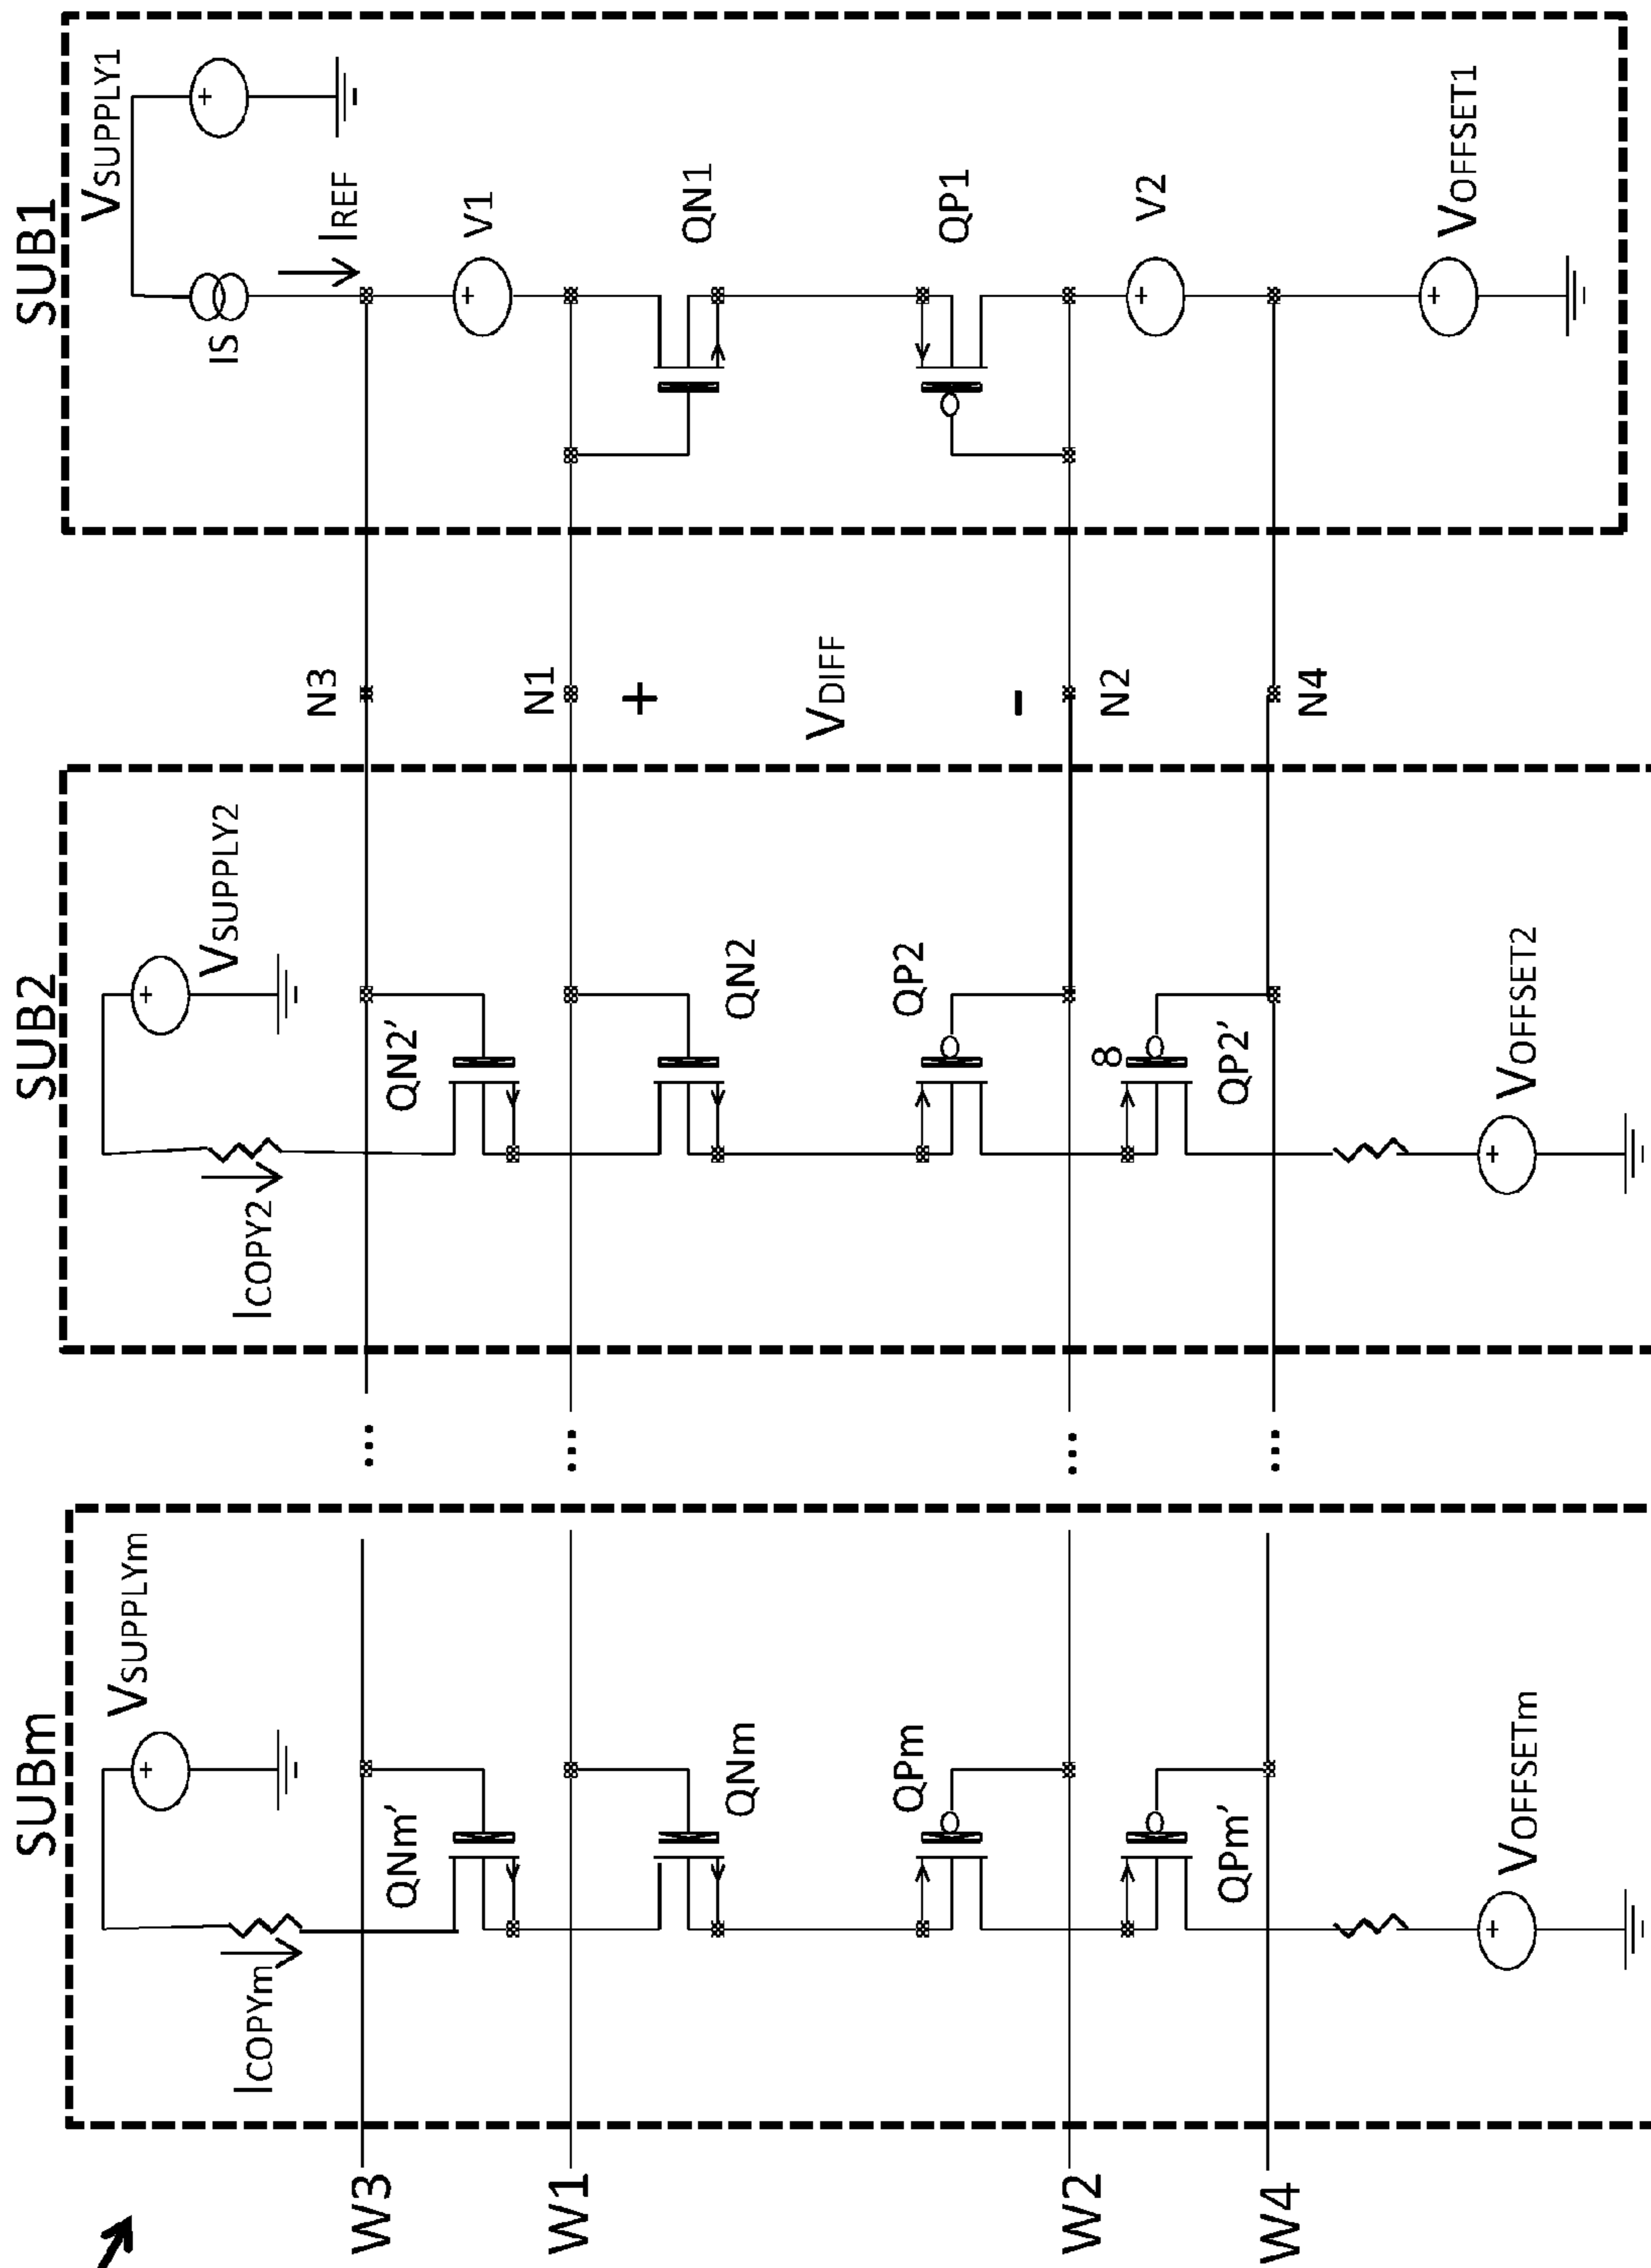 SUBm
SUB2
SUB1
VSUPPLYm
VSUPPLY2
VSUPPLY1
ICOPYm
ICOPY2
IS
IREF
W3
QNm'
QN2'
N3
V1
W1
QNm
QN2
N1
+
QN1
VDIFF
QPm
QP2
QP1
-
W2
N2
8
V2
QPm'
QP2'
W4
N4
VOFFSETm
VOFFSET2
VOFFSET1
...
...
...
...